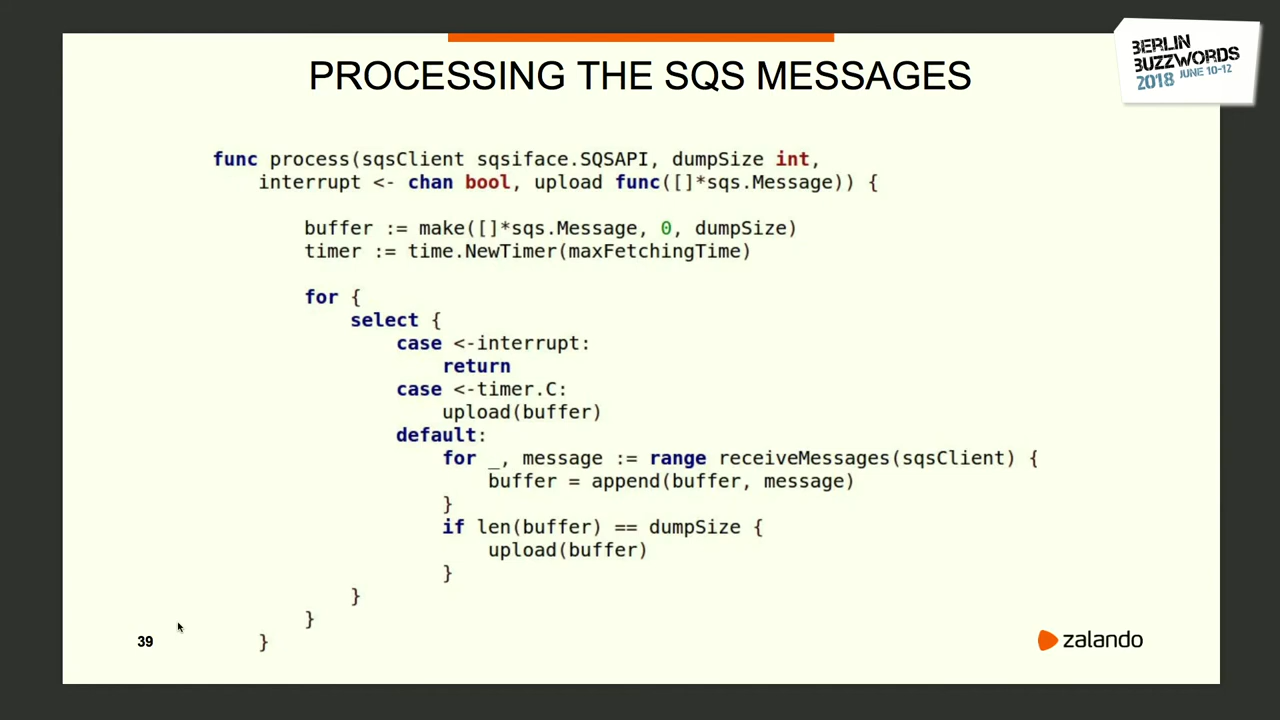 BERLIN
BUZZWORDS
2018 JUNE 10-12
PROCESSING THE SQS MESSAGES
func process(sqsClient sqsiface.SQSAPI, dumpSize int,
    interrupt <- chan bool, upload func([]*sqs.Message)) {
        buffer := make([]*sqs.Message, 0, dumpSize)
        timer := time.NewTimer(maxFetchingTime)
        for {
            select {
                case <-interrupt:
                    return
                case <-timer.C:
                    upload(buffer)
                default:
                    for _, message := range receiveMessages(sqsClient) {
                        buffer = append(buffer, message)
                    }
                    if len(buffer) == dumpSize {
                        upload(buffer)
                    }
            }
        }
    }
39
zalando